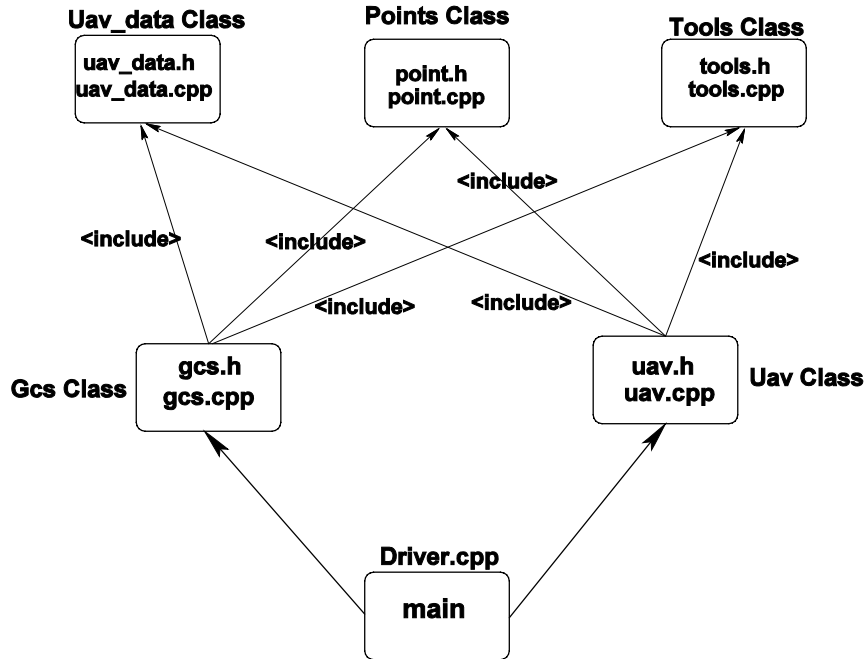 Uav_data Class
Points Class
Tools Class
uav_data.h
uav_data.cpp
point.h
point.cpp
tools.h
tools.cpp
<include>
<include>
<include>
<include>
<include>
<include>
Gcs Class
gcs.h
gcs.cpp
uav.h
uav.cpp
Uav Class
Driver.cpp
main